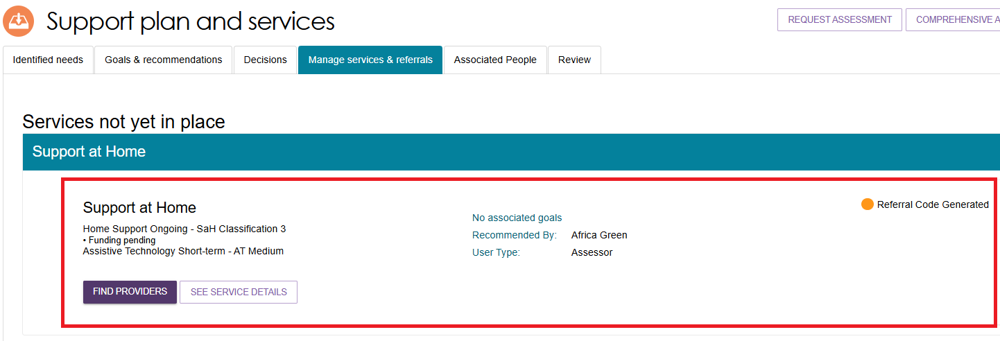 Support plan and services
REQUEST ASSESSMENT
COMPREHENSIVE A
Identified needs
Goals & recommendations
Decisions
Manage services & referrals
Associated People
Review
Services not yet in place
Support at Home
Support at Home
Home Support Ongoing - SaH Classification 3
• Funding pending
Assistive Technology Short-term - AT Medium
No associated goals
Recommended By: Africa Green
User Type: Assessor
Referral Code Generated
FIND PROVIDERS
SEE SERVICE DETAILS